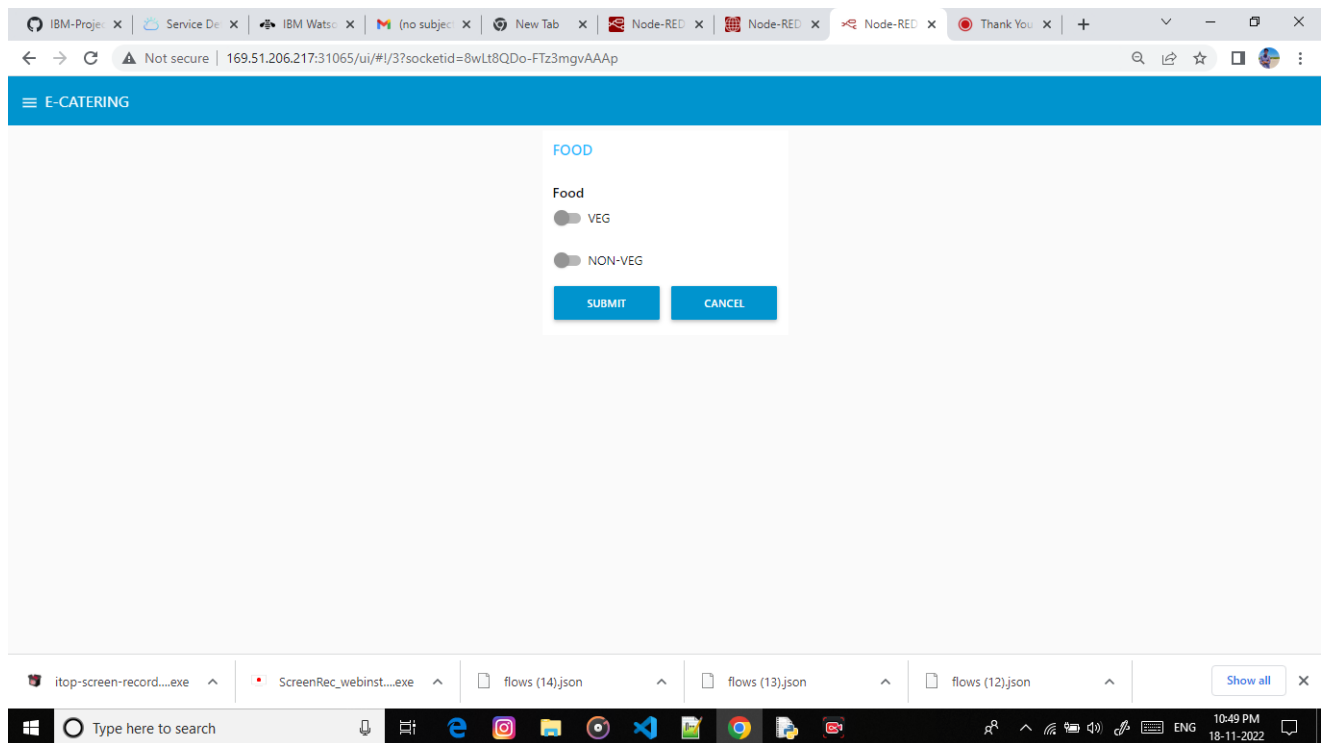 IBM-Projec
Service De
IBM Watso
(no subjec
New Tab
Node-RED
Node-RED
Node-RED
Thank You
Not secure 169.51.206.217:31065/ui/#!/3?socketid=8wLt8QDo-FTz3mgvAAAp
E-CATERING
FOOD
Food
VEG
NON-VEG
SUBMIT CANCEL
itop-screen-record....exe
ScreenRec_webinst....exe
flows (14).json
flows (13).json
flows (12).json
Show all
Type here to search
ENG
10:49 PM
18-11-2022